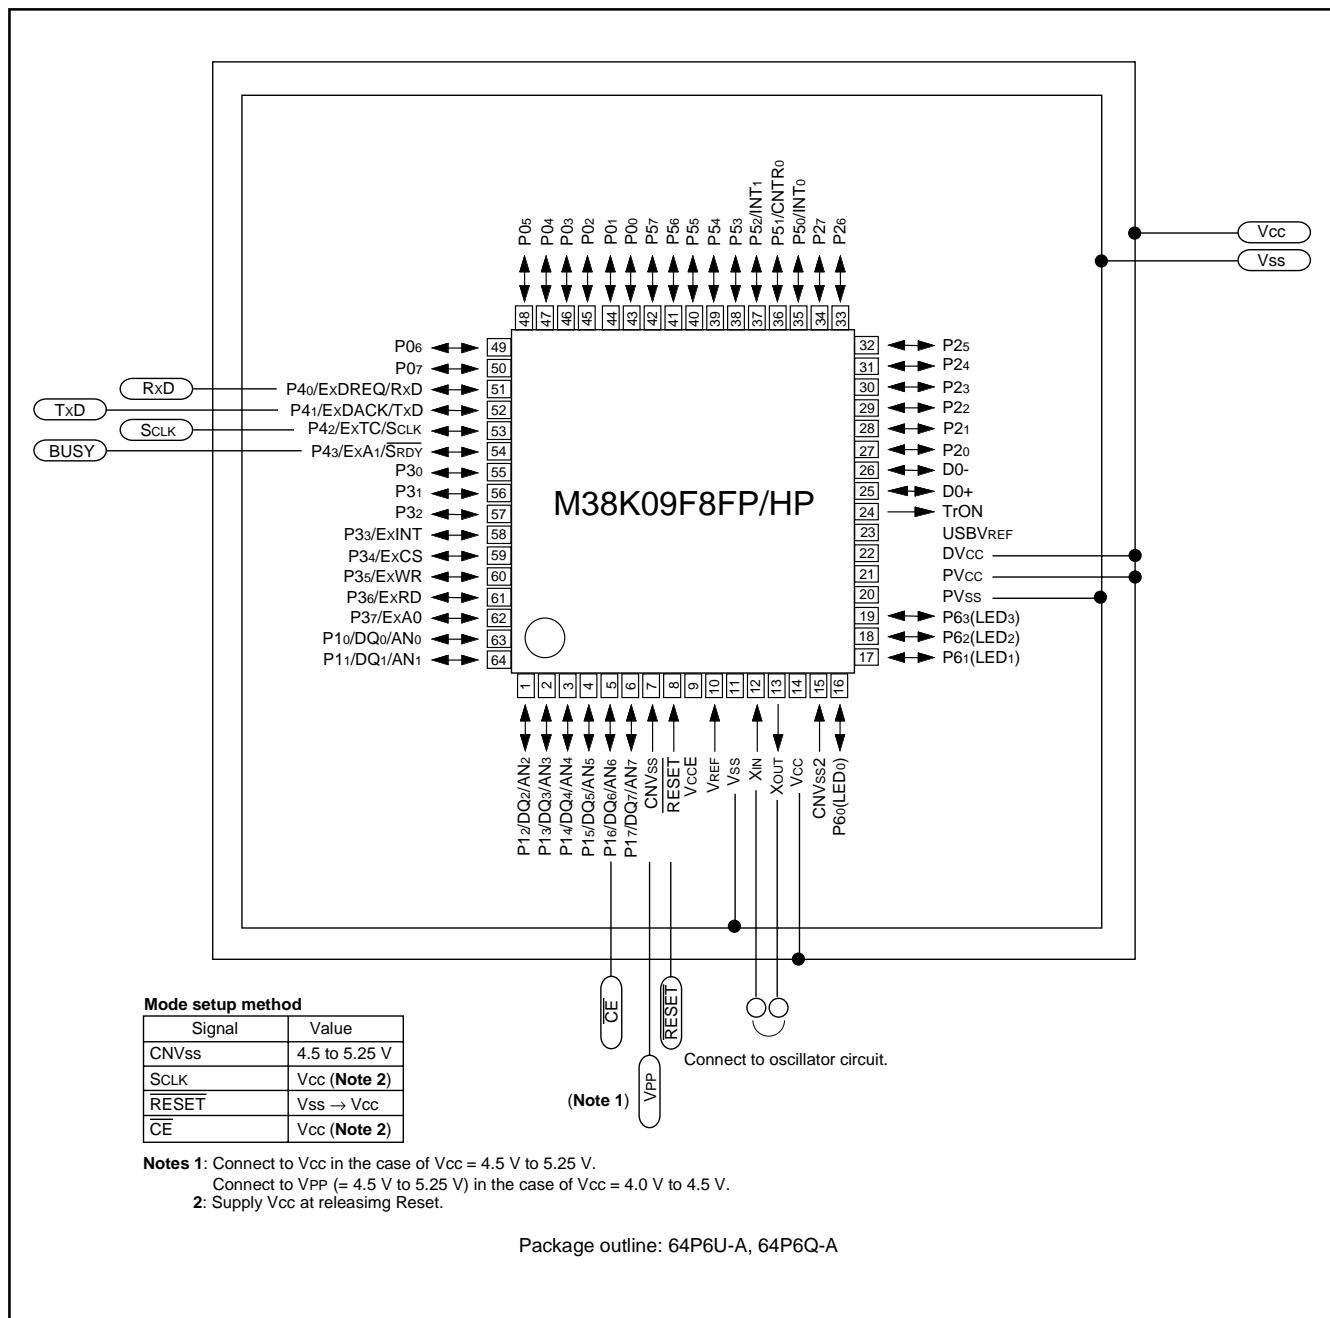 P05
P04
P03
P02
P01
P00
P57
P56
P55
P54
P53
P52/INT1
P51/CNTR0
P50/INT0
P27
P26
48
47
46
45
44
43
42
41
40
39
38
37
36
35
34
33
Vcc
Vss
P06 49
P07 50
RxD P40/EXDREQ/RxD 51
TxD P41/EXDACK/TxD 52
SCLK P42/EXTC/SCLK 53
BUSY P43/EXA1/S̅R̅D̅Y̅ 54
P30 55
P31 56
P32 57
P33/EXINT 58
P34/EXCS 59
P35/EXWR 60
P36/EXRD 61
P37/EXA0 62
P10/DQ0/AN0 63
P11/DQ1/AN1 64
M38K09F8FP/HP
32 P25
31 P24
30 P23
29 P22
28 P21
27 P20
26 D0-
25 D0+
24 TrON
23 USBVREF
22 DVCC
21 PVCC
20 PVSS
19 P63(LED3)
18 P62(LED2)
17 P61(LED1)
1
2
3
4
5
6
7
8
9
10
11
12
13
14
15
16
P12/DQ2/AN2
P13/DQ3/AN3
P14/DQ4/AN4
P15/DQ5/AN5
P16/DQ6/AN6
P17/DQ7/AN7
CNVSS
R̅E̅S̅E̅T̅
VCCE
VREF
VSS
XIN
XOUT
VCC
CNVSS2
P60(LED0)
C̅E̅
R̅E̅S̅E̅T̅
Connect to oscillator circuit.
(Note 1) VPP
Mode setup method
Signal Value
CNVss 4.5 to 5.25 V
SCLK Vcc (Note 2)
R̅E̅S̅E̅T̅ Vss → Vcc
C̅E̅ Vcc (Note 2)
Notes 1: Connect to Vcc in the case of Vcc = 4.5 V to 5.25 V.
Connect to VPP (= 4.5 V to 5.25 V) in the case of Vcc = 4.0 V to 4.5 V.
2: Supply Vcc at releasimg Reset.
Package outline: 64P6U-A, 64P6Q-A